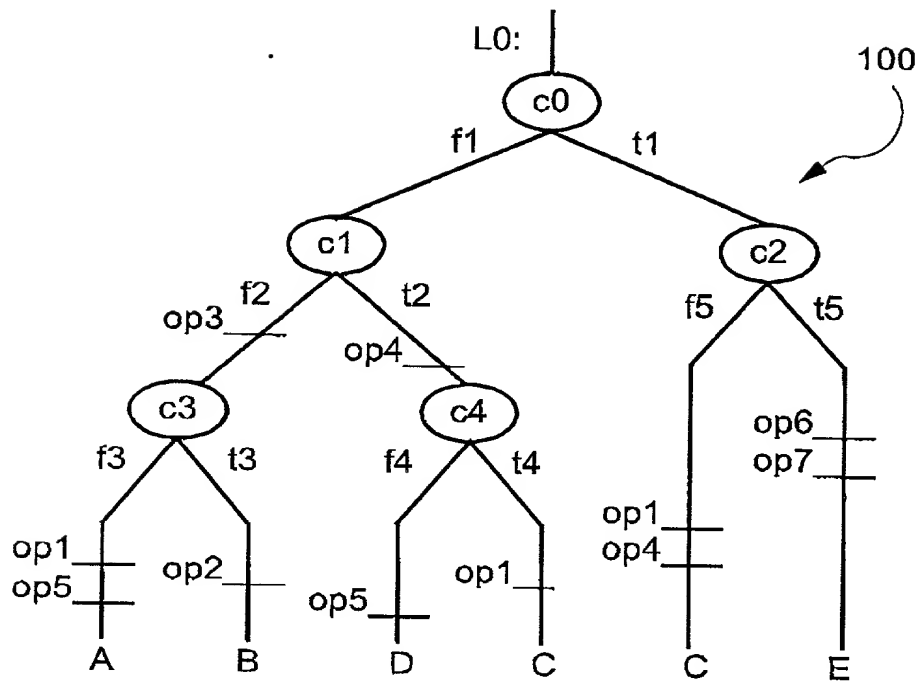 L0:
100
c0
f1 t1
c1 c2
f2 t2 f5 t5
op3
op4
c3 c4
op6
f3 t3 f4 t4
op7
op1
op1 op4
op2 op1
op5 op5
A B D C C E